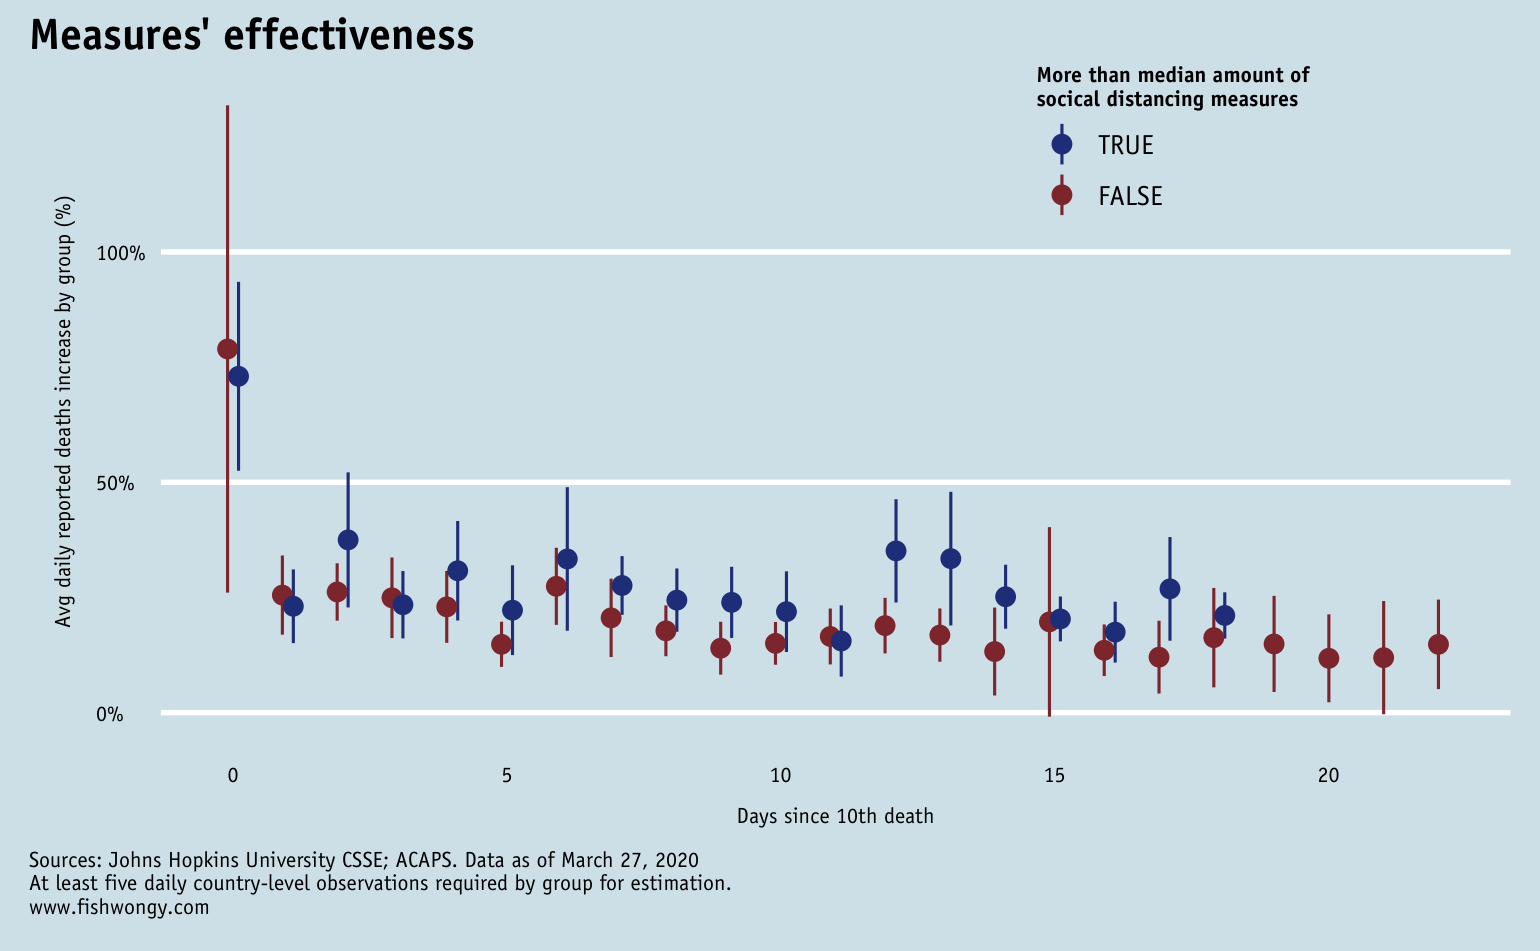 Measures' effectiveness
More than median amount of
socical distancing measures
TRUE
FALSE
Avg daily reported deaths increase by group (%)
100%
50%
0%
0
5
10
15
20
Days since 10th death
Sources: Johns Hopkins University CSSE; ACAPS. Data as of March 27, 2020
At least five daily country-level observations required by group for estimation.
www.fishwongy.com